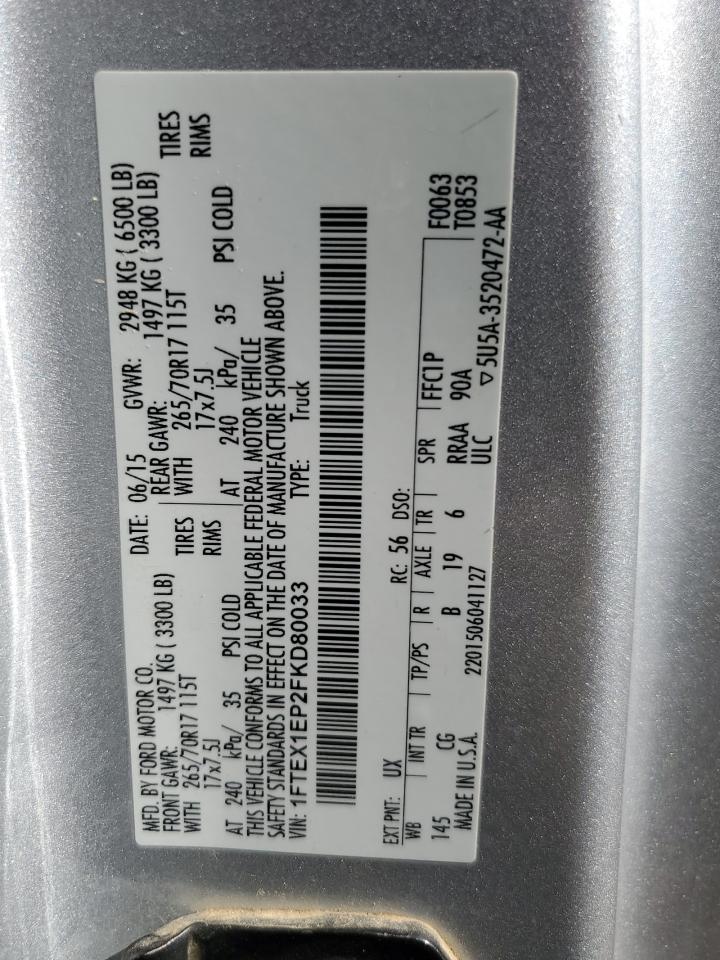 MFD. BY FORD MOTOR CO.
DATE: 06/15 GVWR: 2948 KG ( 6500 LB)
FRONT GAWR: 1497 KG ( 3300 LB) REAR GAWR: 1497 KG ( 3300 LB)
WITH 265/70R17 115T TIRES WITH 265/70R17 115T TIRES
17x7.5J RIMS 17x7.5J RIMS
AT 240 kPa/ 35 PSI COLD AT 240 kPa/ 35 PSI COLD
THIS VEHICLE CONFORMS TO ALL APPLICABLE FEDERAL MOTOR VEHICLE
SAFETY STANDARDS IN EFFECT ON THE DATE OF MANUFACTURE SHOWN ABOVE.
VIN: 1FTEX1EP2FKD80033 TYPE: Truck
F0063
T0853
EXT PNT: UX RC: 56 DSO:
WB INT TR TP/PS R AXLE TR SPR FFC1P
145 CG B 19 6 RRAA 90A
ULC
MADE IN U.S.A. 2201506041127 ▽5U5A-3520472-AA